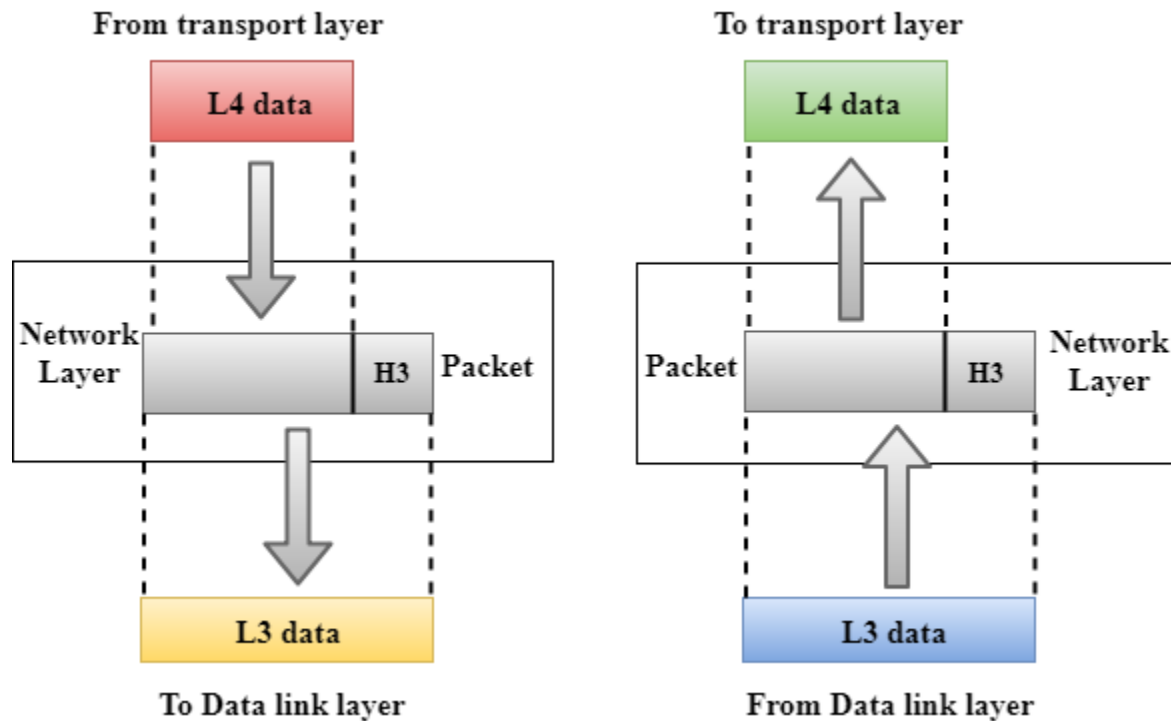 From transport layer
L4 data
Network
Layer
H3
Packet
L3 data
To Data link layer
To transport layer
L4 data
Packet
H3
Network
Layer
L3 data
From Data link layer